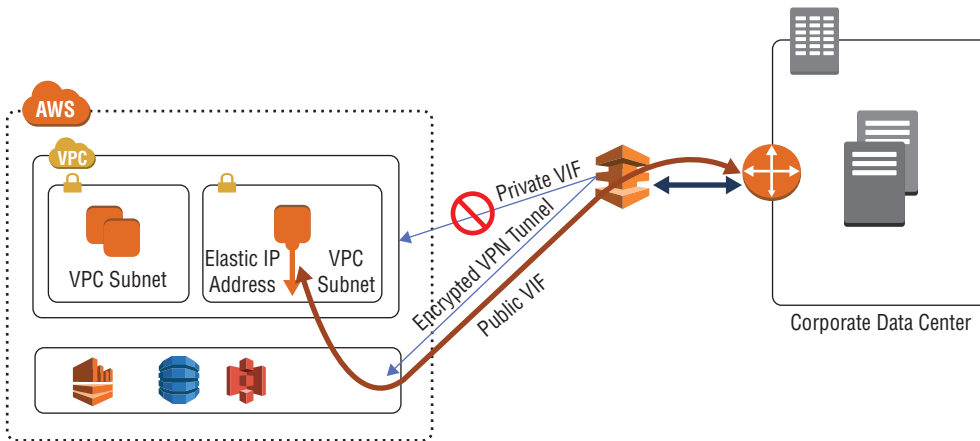 AWS
VPC
VPC Subnet
Elastic IP
Address
VPC
Subnet
Private VIF
Encrypted VPN Tunnel
Public VIF
Corporate Data Center